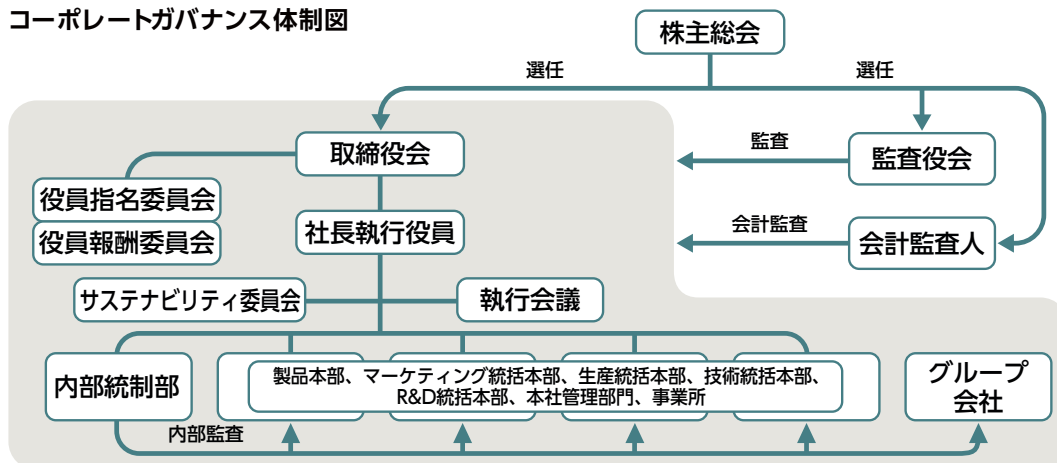 コーポレートガバナンス体制図
株主総会
選任
選任
取締役会
監査
監査役会
役員指名委員会
役員報酬委員会
社長執行役員
会計監査
会計監査人
サステナビリティ委員会
執行会議
内部統制部
製品本部、マーケティング統括本部、生産統括本部、技術統括本部、
R&D統括本部、本社管理部門、事業所
グループ
会社
内部監査